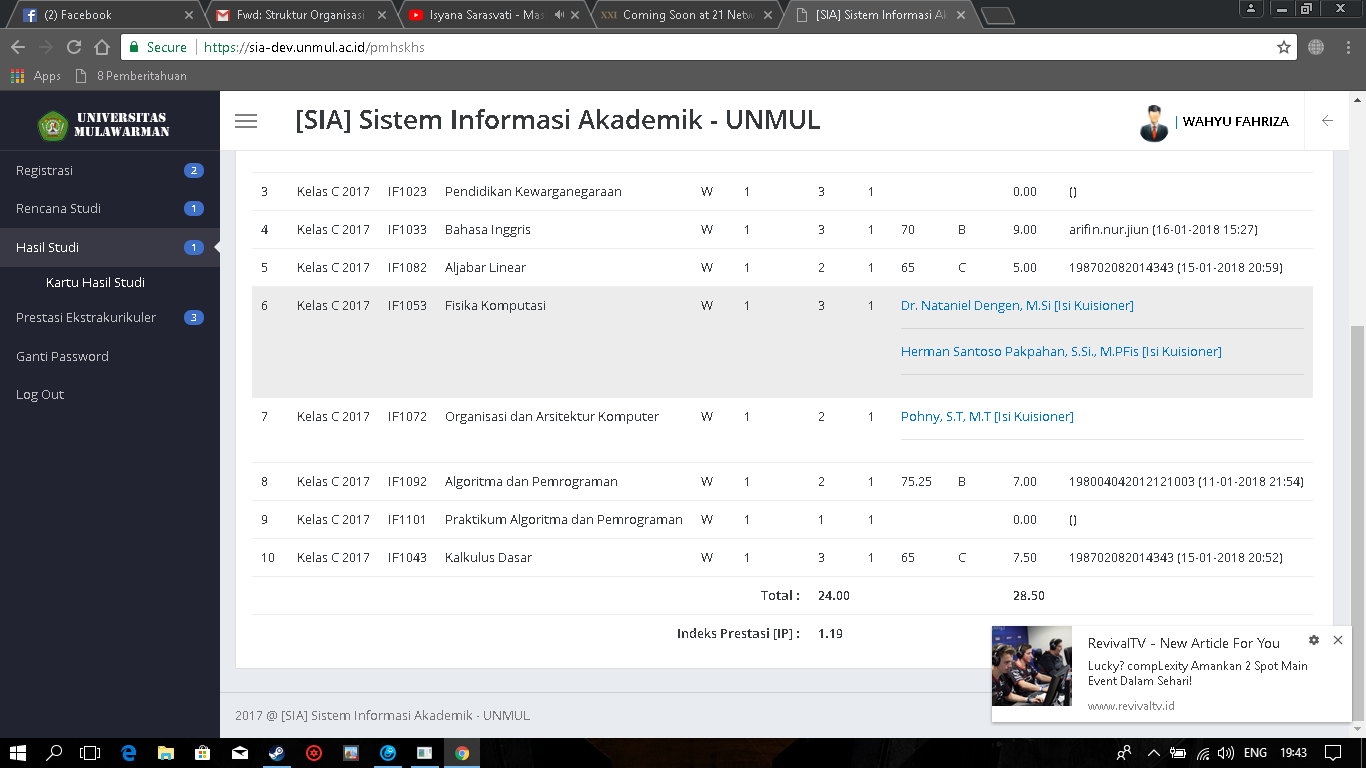 (2) Facebook
Fwd: Struktur Organisasi
Isyana Sarasvati - Mas
XXI Coming Soon at 21 Netw
[SIA] Sistem Informasi Ak
Secure https://sia-dev.unmul.ac.id/pmhskhs
Apps 8 Pemberitahuan
UNIVERSITAS
MULAWARMAN
[SIA] Sistem Informasi Akademik - UNMUL
| WAHYU FAHRIZA
Registrasi 2
Rencana Studi 1
Hasil Studi 1
Kartu Hasil Studi
Prestasi Ekstrakurikuler 3
Ganti Password
Log Out
3 Kelas C 2017 IF1023 Pendidikan Kewarganegaraan W 1 3 1 0.00 ()
4 Kelas C 2017 IF1033 Bahasa Inggris W 1 3 1 70 B 9.00 arifin.nur.jiun (16-01-2018 15:27)
5 Kelas C 2017 IF1082 Aljabar Linear W 1 2 1 65 C 5.00 198702082014343 (15-01-2018 20:59)
6 Kelas C 2017 IF1053 Fisika Komputasi W 1 3 1 Dr. Nataniel Dengen, M.Si [Isi Kuisioner]
Herman Santoso Pakpahan, S.Si., M.PFis [Isi Kuisioner]
7 Kelas C 2017 IF1072 Organisasi dan Arsitektur Komputer W 1 2 1 Pohny, S.T, M.T [Isi Kuisioner]
8 Kelas C 2017 IF1092 Algoritma dan Pemrograman W 1 2 1 75.25 B 7.00 198004042012121003 (11-01-2018 21:54)
9 Kelas C 2017 IF1101 Praktikum Algoritma dan Pemrograman W 1 1 1 0.00 ()
10 Kelas C 2017 IF1043 Kalkulus Dasar W 1 3 1 65 C 7.50 198702082014343 (15-01-2018 20:52)
Total : 24.00 28.50
Indeks Prestasi [IP] : 1.19
RevivalTV - New Article For You
Lucky? compLexity Amankan 2 Spot Main
Event Dalam Sehari!
www.revivaltv.id
2017 @ [SIA] Sistem Informasi Akademik - UNMUL
ENG 19:43